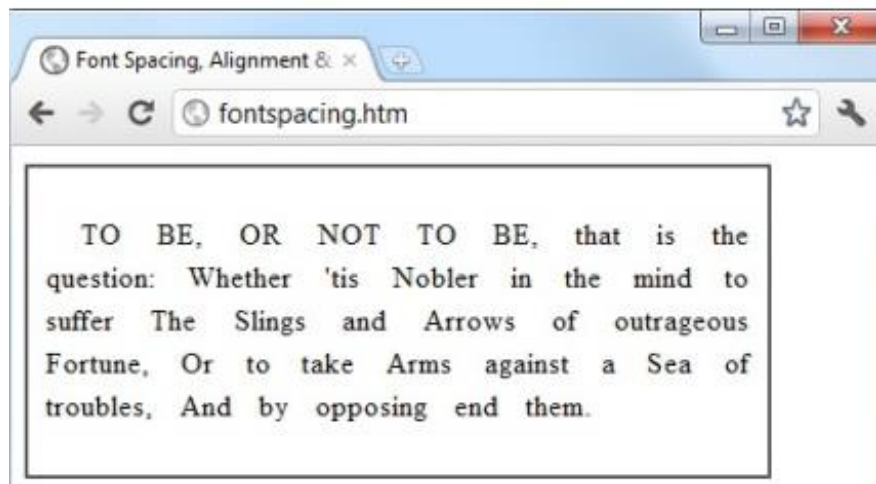 Font Spacing, Alignment &
fontspacing.htm
TO BE, OR NOT TO BE, that is the
question: Whether 'tis Nobler in the mind to
suffer The Slings and Arrows of outrageous
Fortune, Or to take Arms against a Sea of
troubles, And by opposing end them.